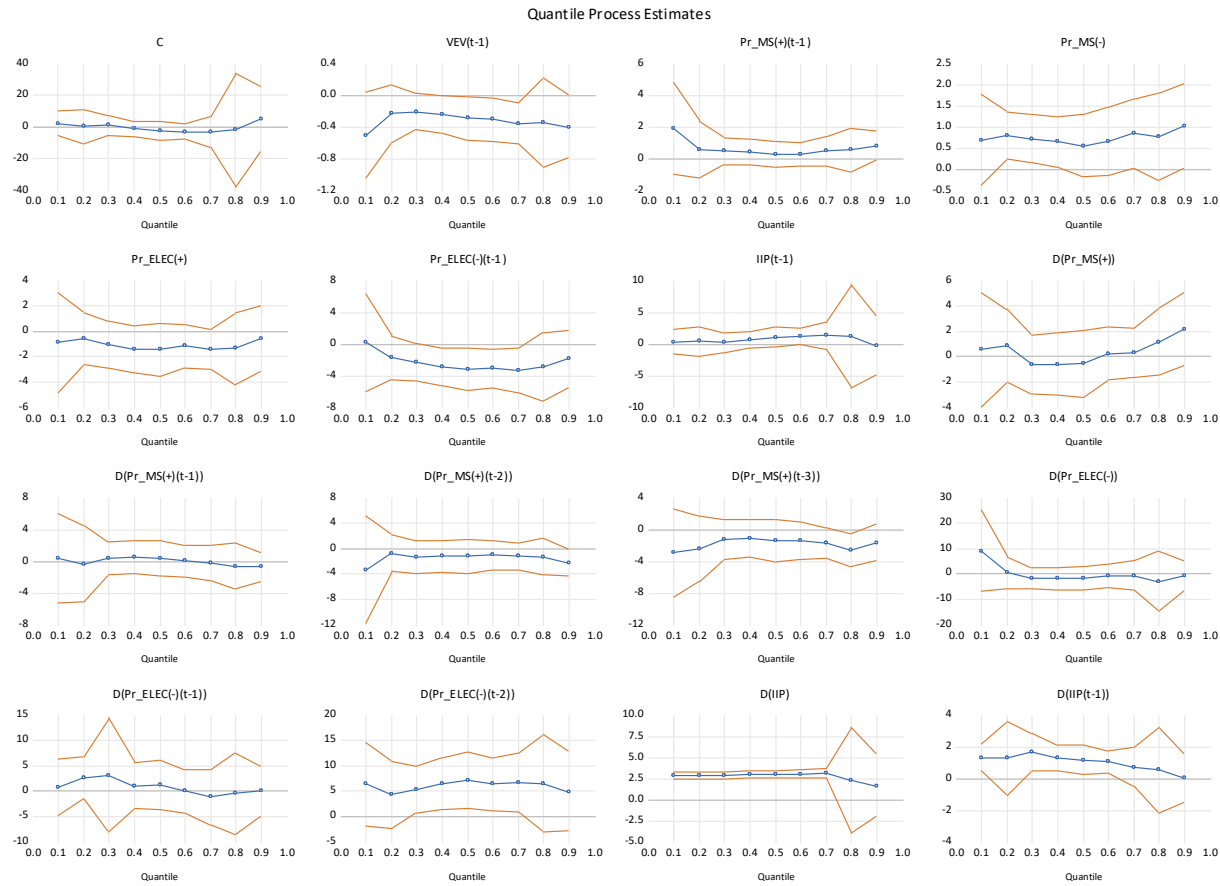 Quantile Process Estimates
C
40
20
0
-20
-40
0.0 0.1 0.2 0.3 0.4 0.5 0.6 0.7 0.8 0.9 1.0
Quantile
VEV(t-1)
0.4
0.0
-0.4
-0.8
-1.2
0.0 0.1 0.2 0.3 0.4 0.5 0.6 0.7 0.8 0.9 1.0
Quantile
Pr_MS(+)(t-1)
6
4
2
0
-2
0.0 0.1 0.2 0.3 0.4 0.5 0.6 0.7 0.8 0.9 1.0
Quantile
Pr_MS(-)
2.5
2.0
1.5
1.0
0.5
0.0
-0.5
0.0 0.1 0.2 0.3 0.4 0.5 0.6 0.7 0.8 0.9 1.0
Quantile
Pr_ELEC(+)
4
2
0
-2
-4
-6
0.0 0.1 0.2 0.3 0.4 0.5 0.6 0.7 0.8 0.9 1.0
Quantile
Pr_ELEC(-)(t-1)
8
4
0
-4
-8
0.0 0.1 0.2 0.3 0.4 0.5 0.6 0.7 0.8 0.9 1.0
Quantile
IIP(t-1)
10
5
0
-5
-10
0.0 0.1 0.2 0.3 0.4 0.5 0.6 0.7 0.8 0.9 1.0
Quantile
D(Pr_MS(+))
6
4
2
0
-2
-4
0.0 0.1 0.2 0.3 0.4 0.5 0.6 0.7 0.8 0.9 1.0
Quantile
D(Pr_MS(+)(t-1))
8
4
0
-4
-8
0.0 0.1 0.2 0.3 0.4 0.5 0.6 0.7 0.8 0.9 1.0
Quantile
D(Pr_MS(+)(t-2))
8
4
0
-4
-8
-12
0.0 0.1 0.2 0.3 0.4 0.5 0.6 0.7 0.8 0.9 1.0
Quantile
D(Pr_MS(+)(t-3))
4
0
-4
-8
-12
0.0 0.1 0.2 0.3 0.4 0.5 0.6 0.7 0.8 0.9 1.0
Quantile
D(Pr_ELEC(-))
30
20
10
0
-10
-20
0.0 0.1 0.2 0.3 0.4 0.5 0.6 0.7 0.8 0.9 1.0
Quantile
D(Pr_ELEC(-)(t-1))
15
10
5
0
-5
-10
0.0 0.1 0.2 0.3 0.4 0.5 0.6 0.7 0.8 0.9 1.0
Quantile
D(Pr_ELEC(-)(t-2))
20
15
10
5
0
-5
0.0 0.1 0.2 0.3 0.4 0.5 0.6 0.7 0.8 0.9 1.0
Quantile
D(IIP)
10.0
7.5
5.0
2.5
0.0
-2.5
-5.0
0.0 0.1 0.2 0.3 0.4 0.5 0.6 0.7 0.8 0.9 1.0
Quantile
D(IIP(t-1))
4
2
0
-2
-4
0.0 0.1 0.2 0.3 0.4 0.5 0.6 0.7 0.8 0.9 1.0
Quantile